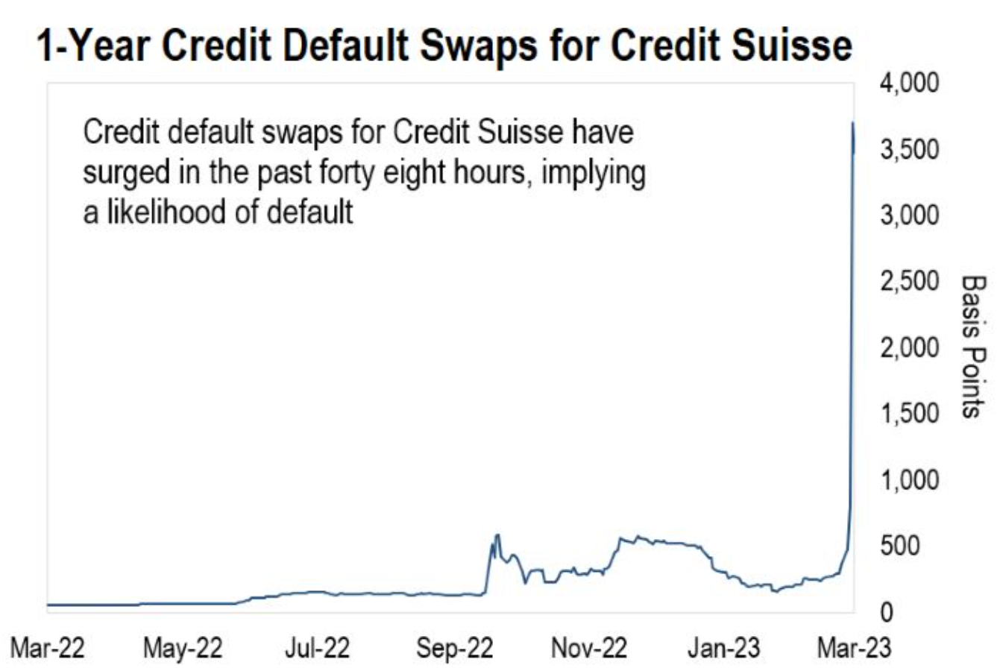 1-Year Credit Default Swaps for Credit Suisse
Credit default swaps for Credit Suisse have
surged in the past forty eight hours, implying
a likelihood of default
4,000
3,500
3,000
2,500
2,000
1,500
1,000
500
0
Basis Points
Mar-22 May-22 Jul-22 Sep-22 Nov-22 Jan-23 Mar-23